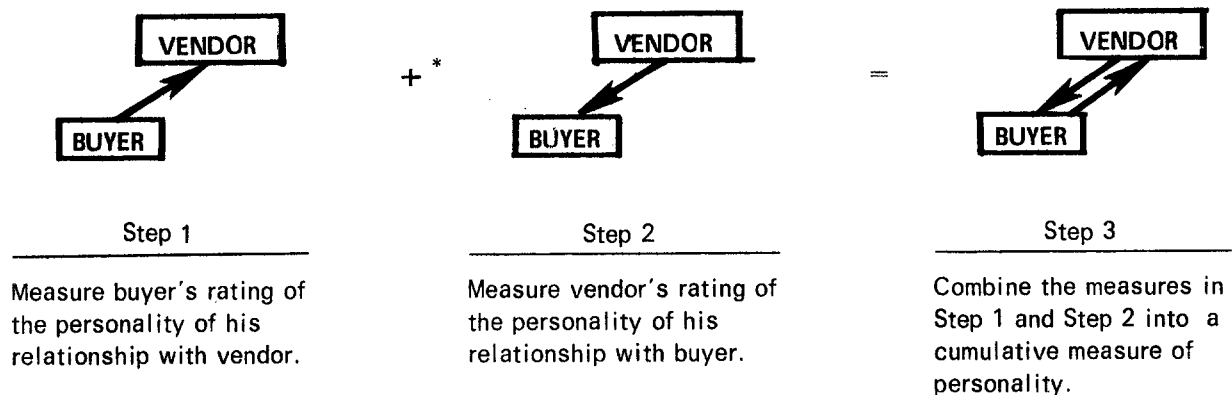 VENDOR
BUYER
+ *
VENDOR
BUYER
=
VENDOR
BUYER
Step 1
Measure buyer's rating of
the personality of his
relationship with vendor.
Step 2
Measure vendor's rating of
the personality of his
relationship with buyer.
Step 3
Combine the measures in
Step 1 and Step 2 into a
cumulative measure of
personality.